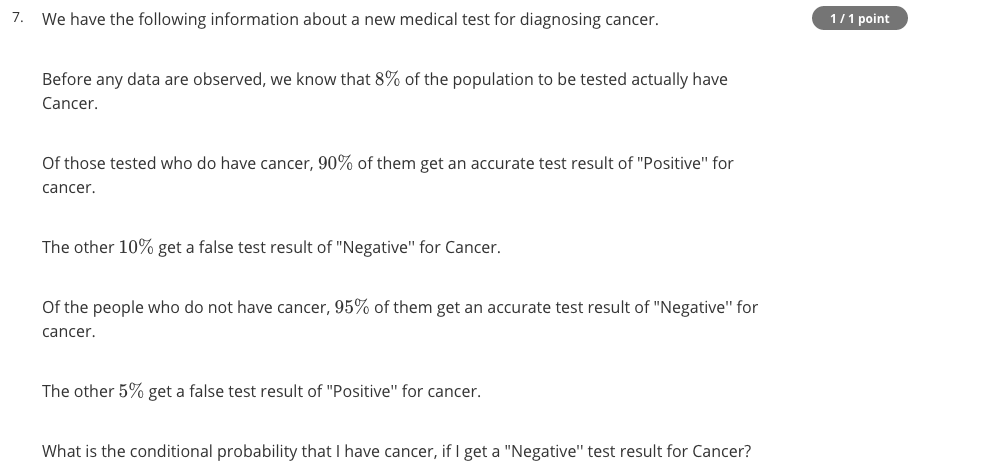 7. We have the following information about a new medical test for diagnosing cancer.
1 / 1 point
Before any data are observed, we know that 8% of the population to be tested actually have
Cancer.
Of those tested who do have cancer, 90% of them get an accurate test result of "Positive'' for
cancer.
The other 10% get a false test result of "Negative'' for Cancer.
Of the people who do not have cancer, 95% of them get an accurate test result of "Negative'' for
cancer.
The other 5% get a false test result of "Positive'' for cancer.
What is the conditional probability that I have cancer, if I get a "Negative'' test result for Cancer?